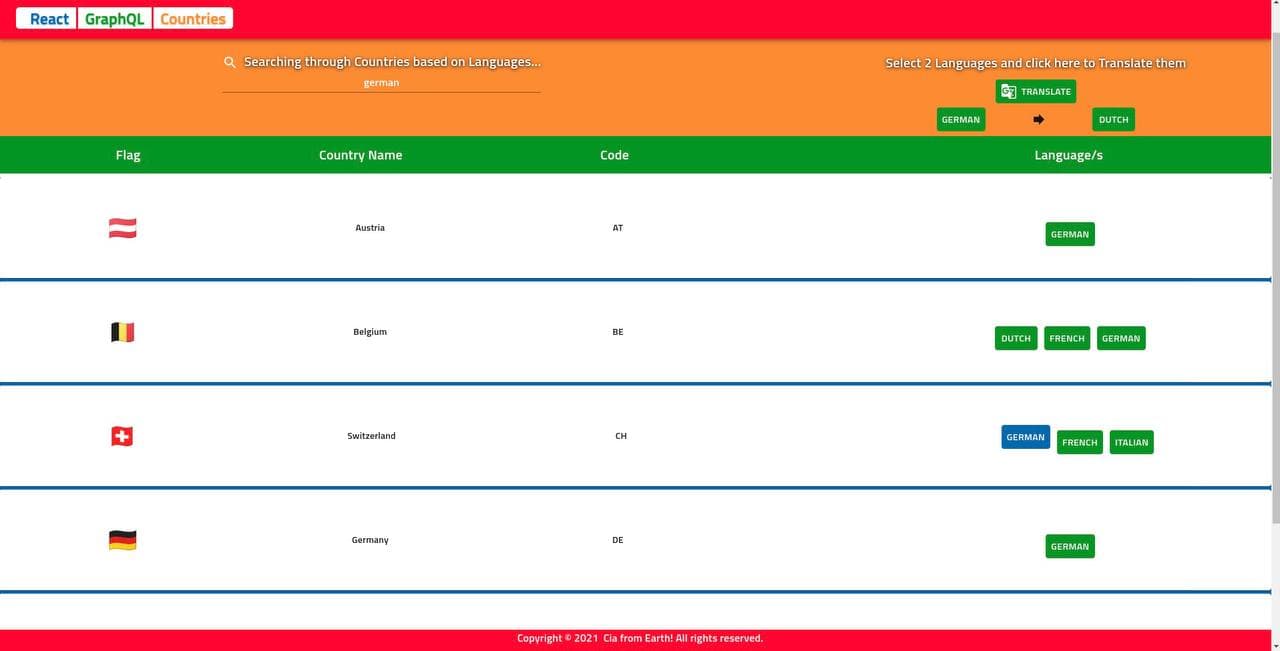 React GraphQL Countries
Searching through Countries based on Languages...
german
Select 2 Languages and click here to Translate them
TRANSLATE
GERMAN DUTCH
Flag Country Name Code Language/s
Austria AT GERMAN
Belgium BE DUTCH FRENCH GERMAN
Switzerland CH GERMAN FRENCH ITALIAN
Germany DE GERMAN
Copyright © 2021 Cia from Earth! All rights reserved.